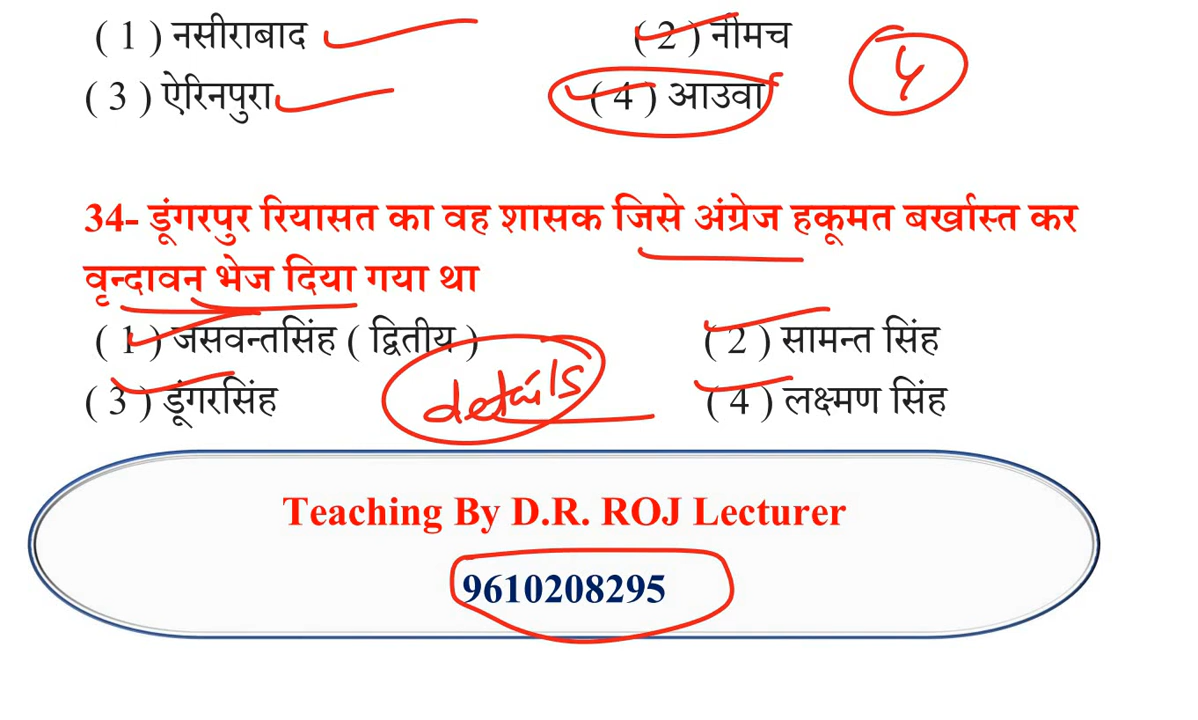 ( 1 ) नसीराबाद ( 2 ) नीमच
( 3 ) ऐरिनपुरा ( 4 ) आउवा
34- डूंगरपुर रियासत का वह शासक जिसे अंग्रेज हकूमत बर्खास्त कर
वृन्दावन भेज दिया गया था
( 1 ) जसवन्तसिंह ( द्वितीय ) ( 2 ) सामन्त सिंह
( 3 ) डूंगरसिंह ( 4 ) लक्ष्मण सिंह
details
Teaching By D.R. ROJ Lecturer
9610208295